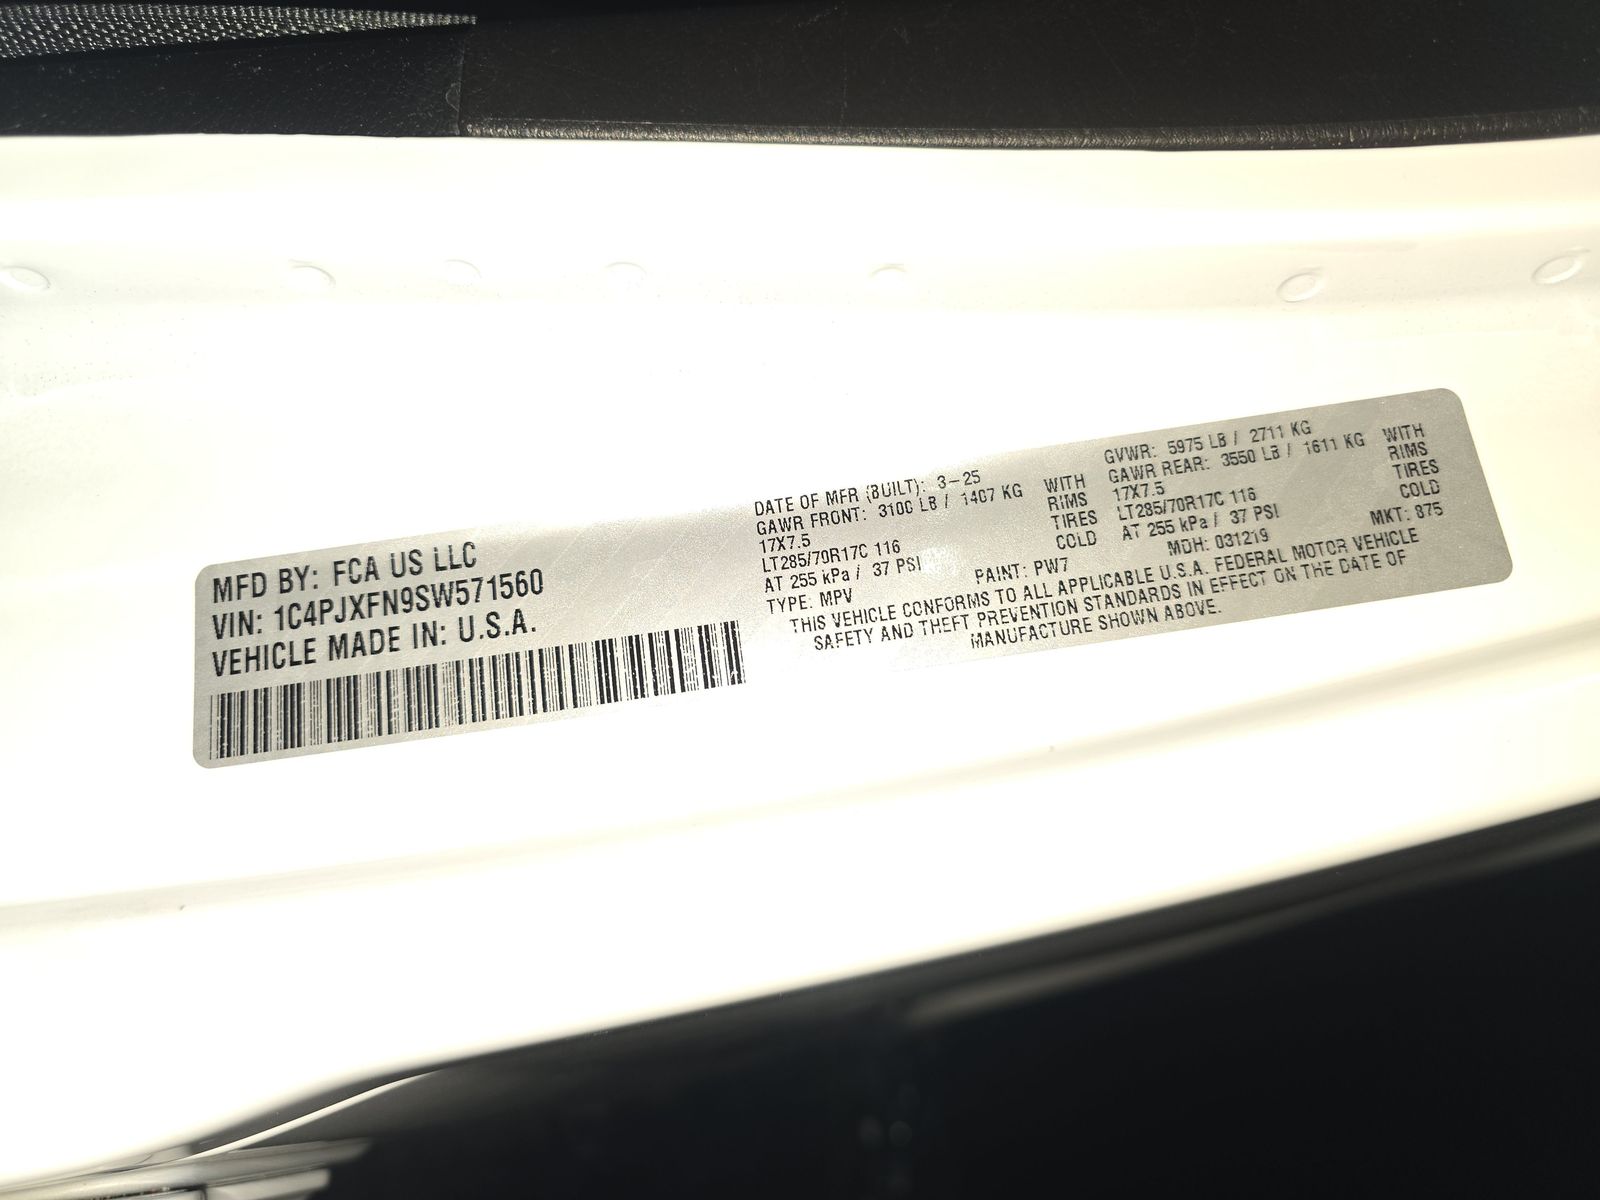 MFD BY: FCA US LLC
VIN: 1C4PJXFN9SW571560
VEHICLE MADE IN: U.S.A.
DATE OF MFR (BUILT): 3-25
GAWR FRONT: 3100 LB / 1407 KG WITH
17X7.5 RIMS
LT285/70R17C 116 TIRES
AT 255 kPa / 37 PSI COLD
TYPE: MPV
GVWR: 5975 LB / 2711 KG
GAWR REAR: 3550 LB / 1611 KG WITH
17X7.5 RIMS
LT285/70R17C 116 TIRES
AT 255 kPa / 37 PSI COLD
PAINT: PW7 MDH: 031219 MKT: 875
THIS VEHICLE CONFORMS TO ALL APPLICABLE U.S.A. FEDERAL MOTOR VEHICLE
SAFETY AND THEFT PREVENTION STANDARDS IN EFFECT ON THE DATE OF
MANUFACTURE SHOWN ABOVE.